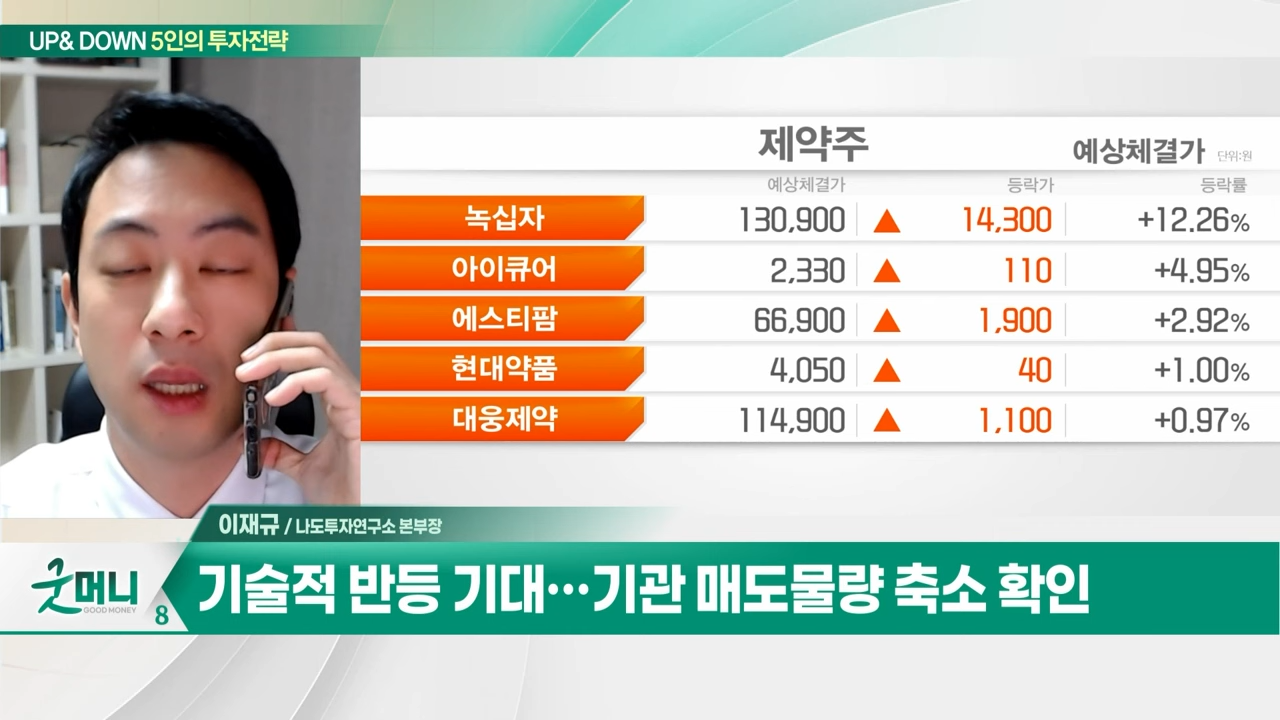 UP& DOWN 5인의 투자전략
제약주
예상체결가 단위:원
예상체결가 등락가 등락률
녹십자 130,900 ▲ 14,300 +12.26%
아이큐어 2,330 ▲ 110 +4.95%
에스티팜 66,900 ▲ 1,900 +2.92%
현대약품 4,050 ▲ 40 +1.00%
대웅제약 114,900 ▲ 1,100 +0.97%
이재규 / 나도투자연구소 본부장
굿머니
GOOD MONEY
8
기술적 반등 기대…기관 매도물량 축소 확인